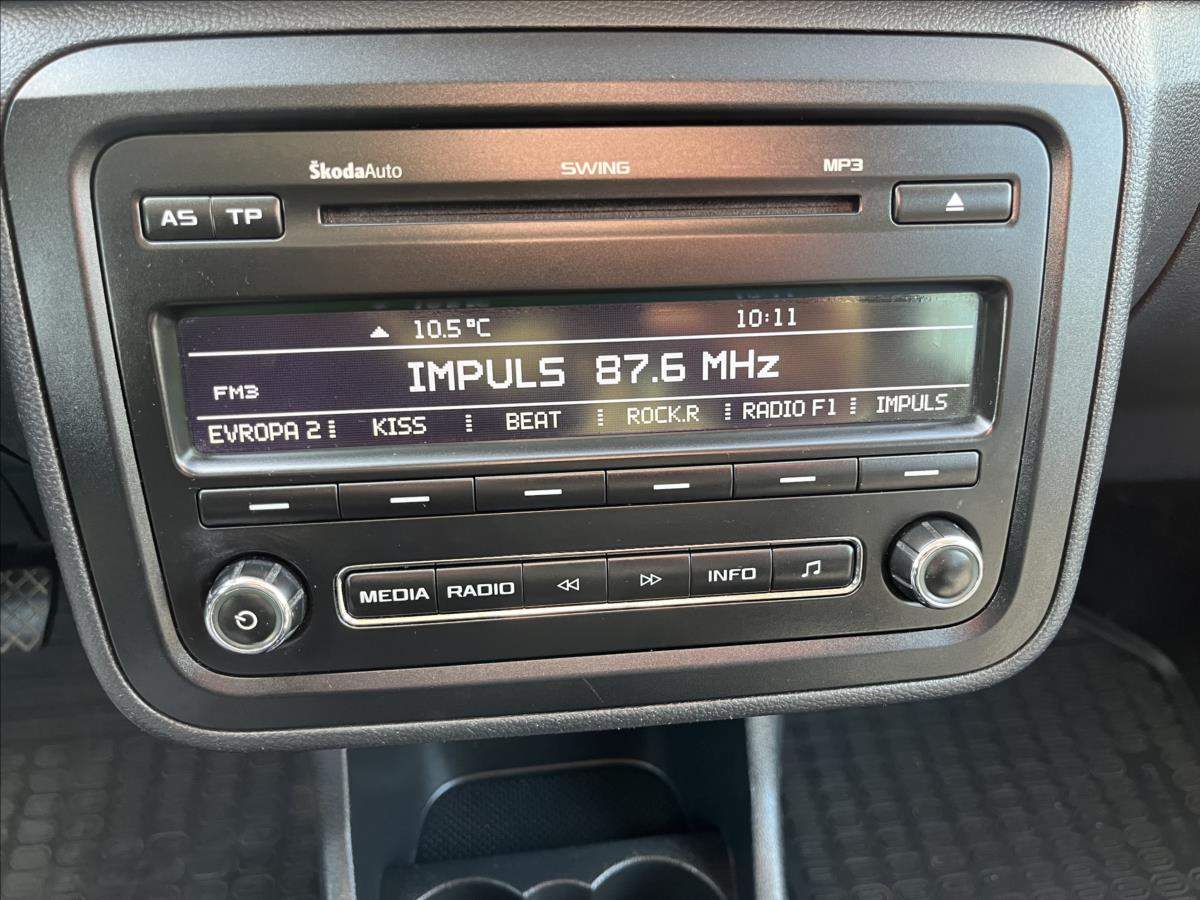 ŠkodaAuto SWING MP3
AS TP
10.5°C 10:11
IMPULS 87.6 MHz
FM3
EVROPA 2 KISS BEAT ROCK.R RADIO F1 IMPULS
MEDIA RADIO INFO